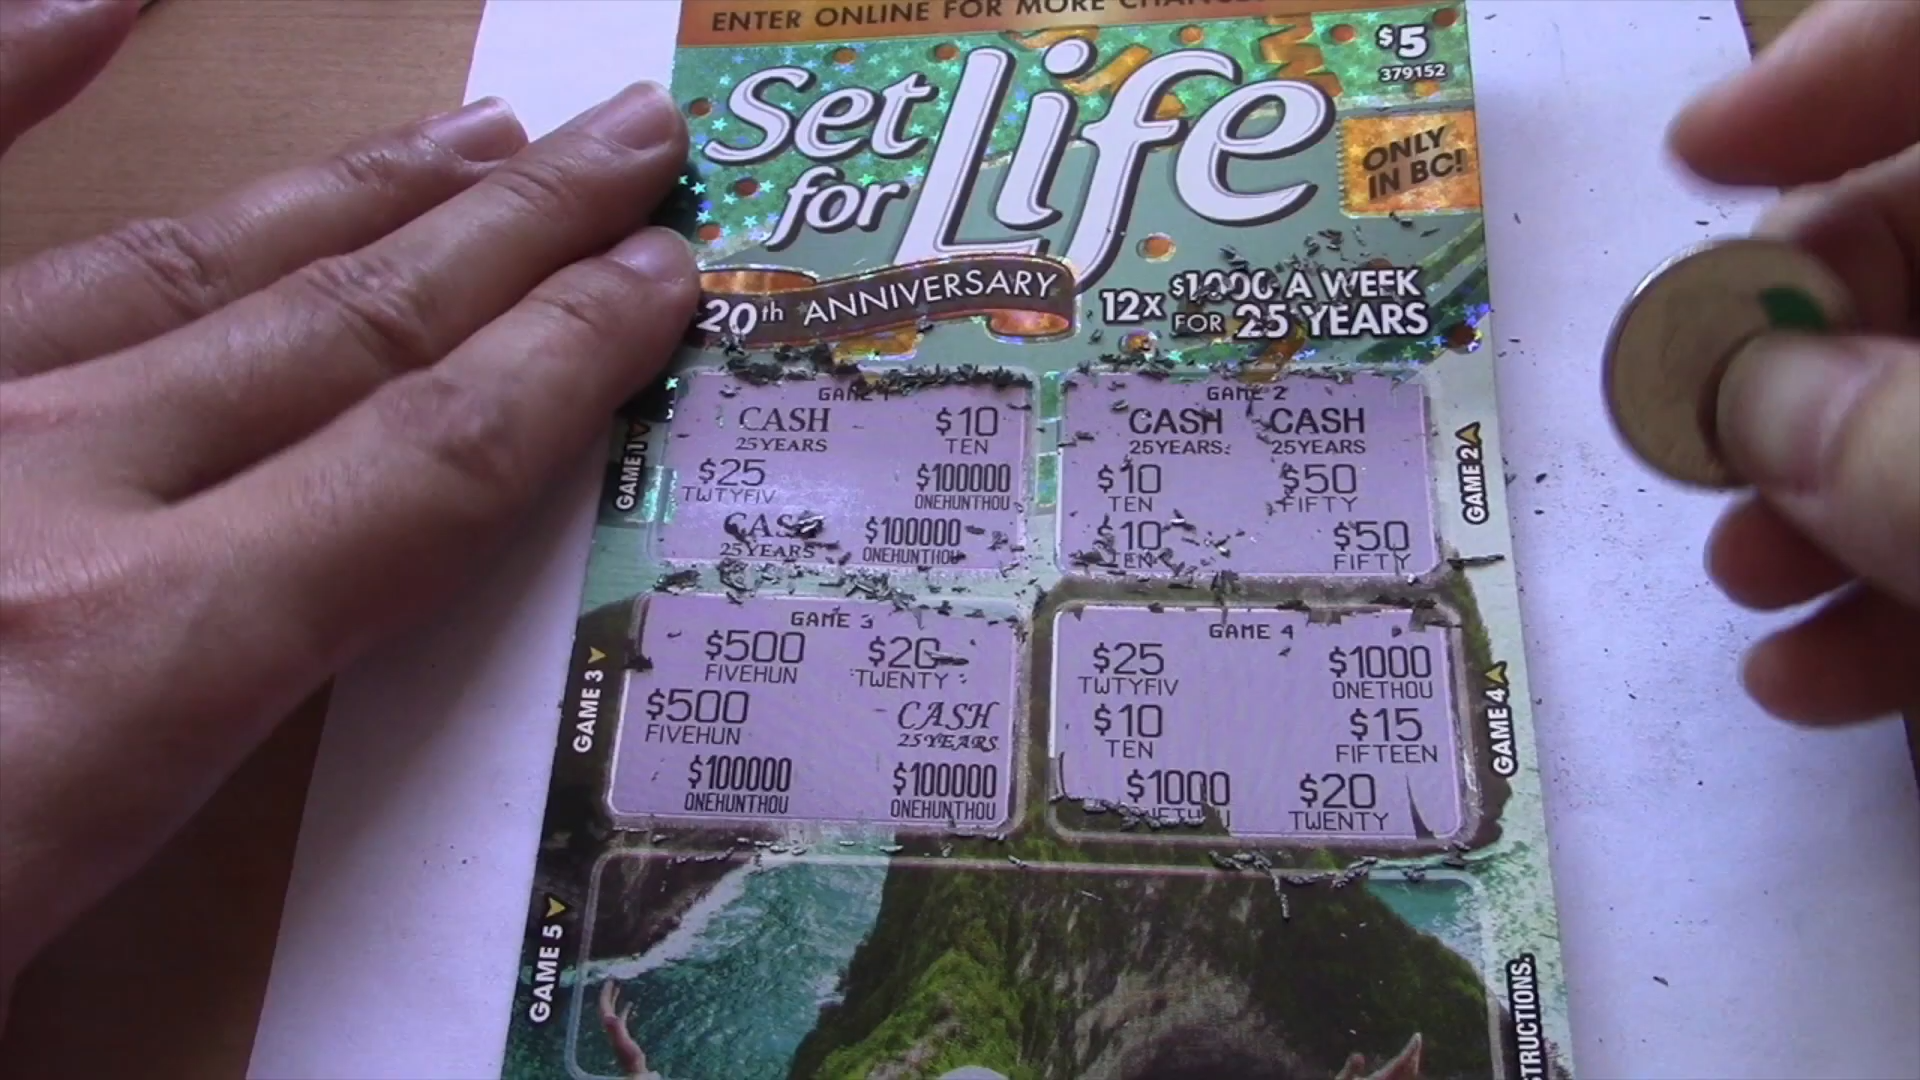 ENTER ONLINE FOR MORE
$5
379152
Set
for Life
ONLY
IN BC!
20th ANNIVERSARY
12x $1000 A WEEK
FOR 25 YEARS
GAME 1
GAME 1
CASH $10
25YEARS TEN
$25 $100000
TWTYFIV ONEHUNTHOU
CASH $100000
25YEARS ONEHUNTHOU
GAME 2
GAME 2
CASH CASH
25YEARS 25YEARS
$10 $50
TEN FIFTY
$10 $50
TEN FIFTY
GAME 3
GAME 3
$500 $20
FIVEHUN TWENTY
$500 CASH
FIVEHUN 25YEARS
$100000 $100000
ONEHUNTHOU ONEHUNTHOU
GAME 4
GAME 4
$25 $1000
TWTYFIV ONETHOU
$10 $15
TEN FIFTEEN
$1000 $20
TWENTY
GAME 5